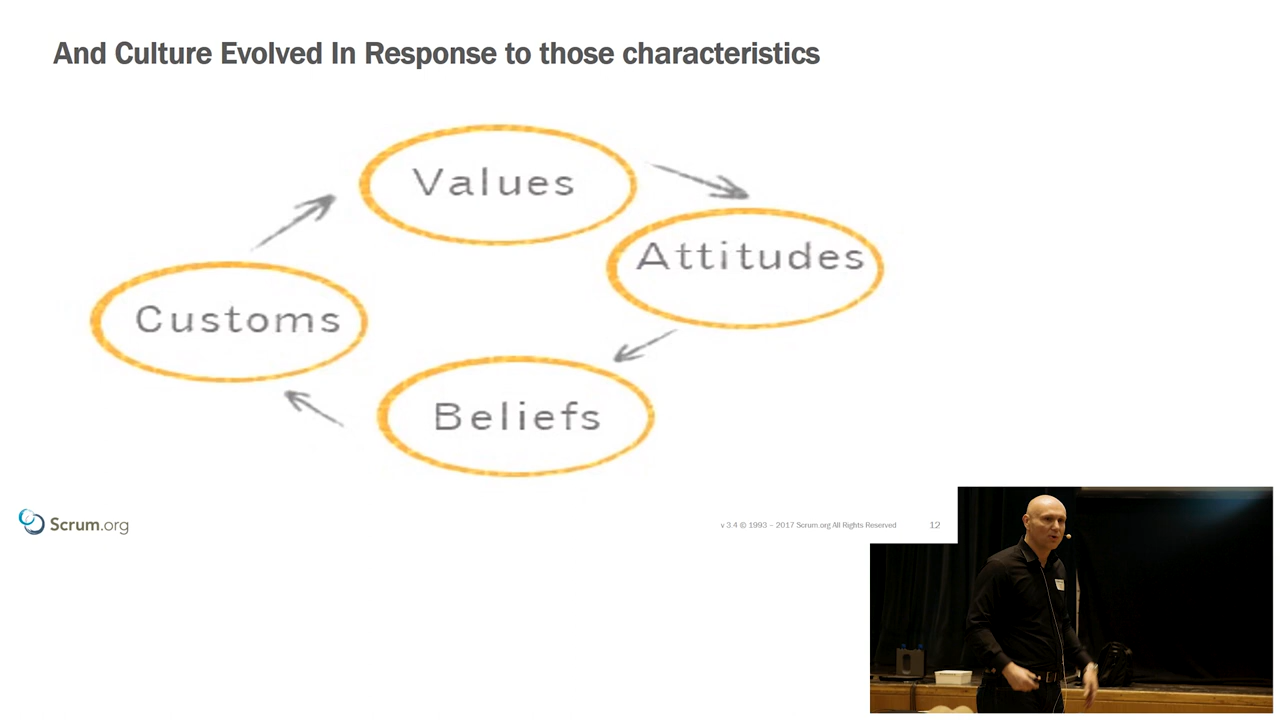 And Culture Evolved In Response to those characteristics
Values
Attitudes
Customs
Beliefs
Scrum.org
v 3.4 © 1993 – 2017 Scrum.org All Rights Reserved
12